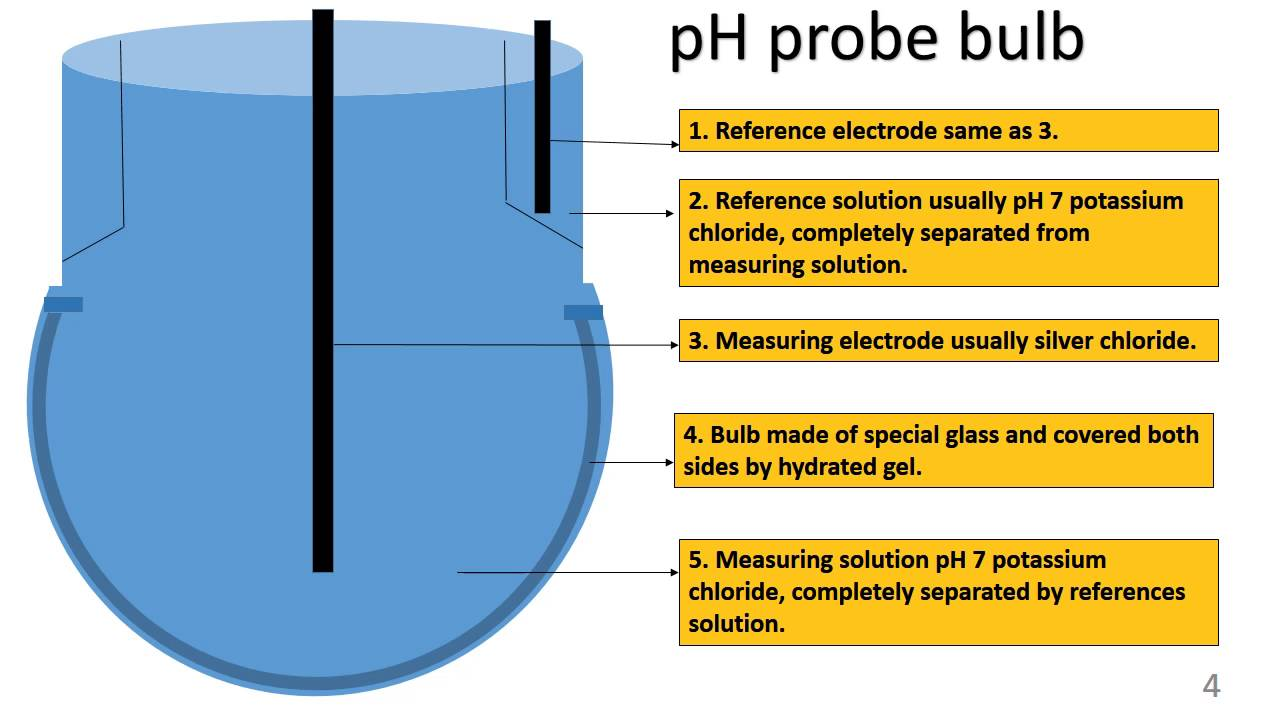 pH probe bulb
1. Reference electrode same as 3.
2. Reference solution usually pH 7 potassium
chloride, completely separated from
measuring solution.
3. Measuring electrode usually silver chloride.
4. Bulb made of special glass and covered both
sides by hydrated gel.
5. Measuring solution pH 7 potassium
chloride, completely separated by references
solution.
4